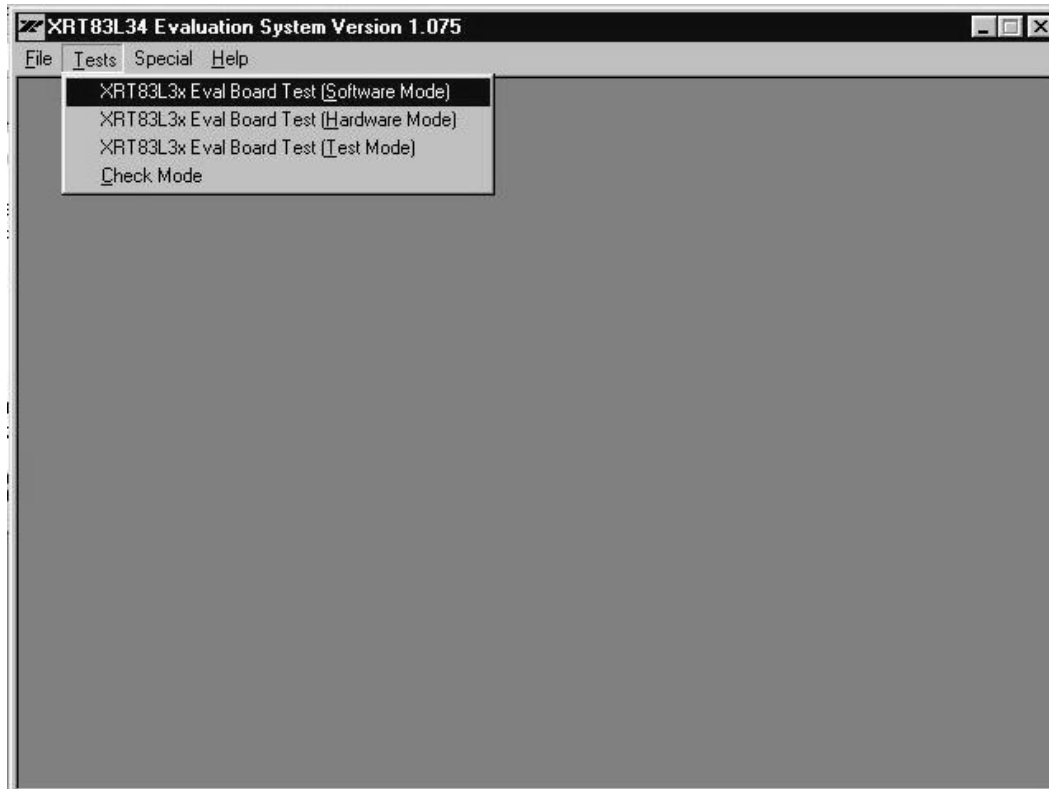 XRT83L34 Evaluation System Version 1.075
File Tests Special Help
XRT83L3x Eval Board Test (Software Mode)
XRT83L3x Eval Board Test (Hardware Mode)
XRT83L3x Eval Board Test (Test Mode)
Check Mode